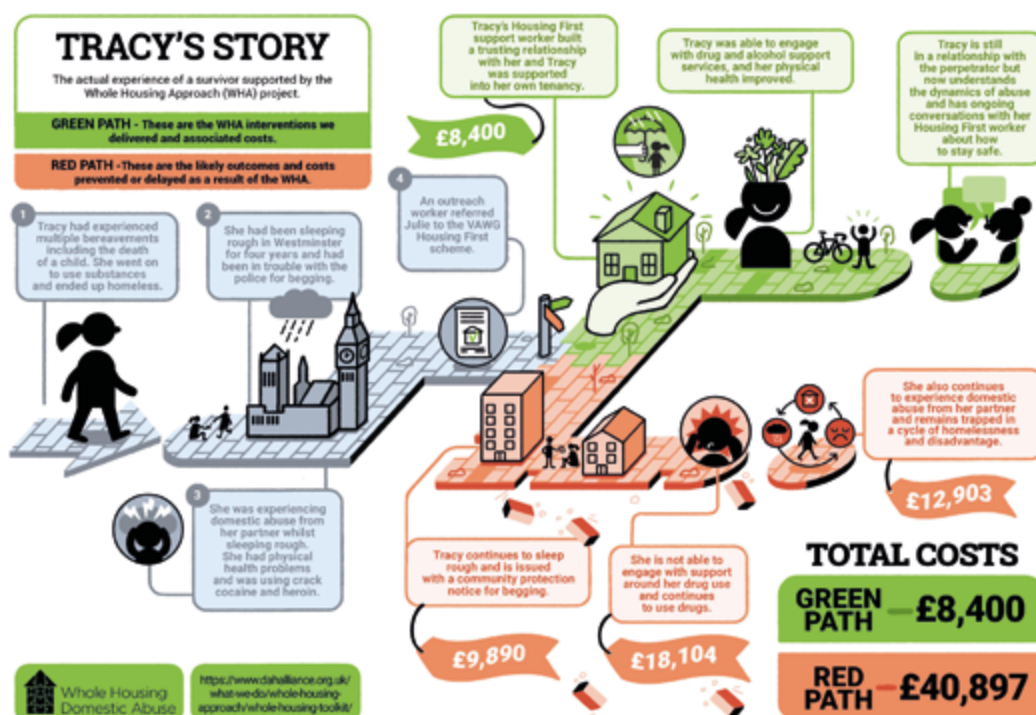 TRACY'S STORY
The actual experience of a survivor supported by the
Whole Housing Approach (WHA) project.
GREEN PATH - These are the WHA interventions we
delivered and associated costs.
RED PATH -These are the likely outcomes and costs
prevented or delayed as a result of the WHA.
1
Tracy had experienced
multiple bereavements
including the death
of a child. She went on
to use substances
and ended up homeless.
2
She had been sleeping
rough in Westminster
for four years and had
been in trouble with the
police for begging.
3
She was experiencing
domestic abuse from
her partner whilst
sleeping rough.
She had physical
health problems
and was using crack
cocaine and heroin.
4
An outreach
worker referred
Julie to the VAWG
Housing First
scheme.
Tracy's Housing First
support worker built
a trusting relationship
with her and Tracy
was supported
into her own tenancy.
£8,400
Tracy was able to engage
with drug and alcohol support
services, and her physical
health improved.
Tracy is still
in a relationship with
the perpetrator but
now understands
the dynamics of abuse
and has ongoing
conversations with her
Housing First worker
about how
to stay safe.
Tracy continues to sleep
rough and is issued
with a community protection
notice for begging.
£9,890
She is not able to
engage with support
around her drug use
and continues
to use drugs.
£18,104
She also continues
to experience domestic
abuse from her partner
and remains trapped in
a cycle of homelessness
and disadvantage.
£12,903
TOTAL COSTS
GREEN
PATH
£8,400
RED
PATH
£40,897
Whole Housing
Domestic Abuse
https://www.dahalliance.org.uk/
what-we-do/whole-housing-
approach/whole-housing-toolkit/